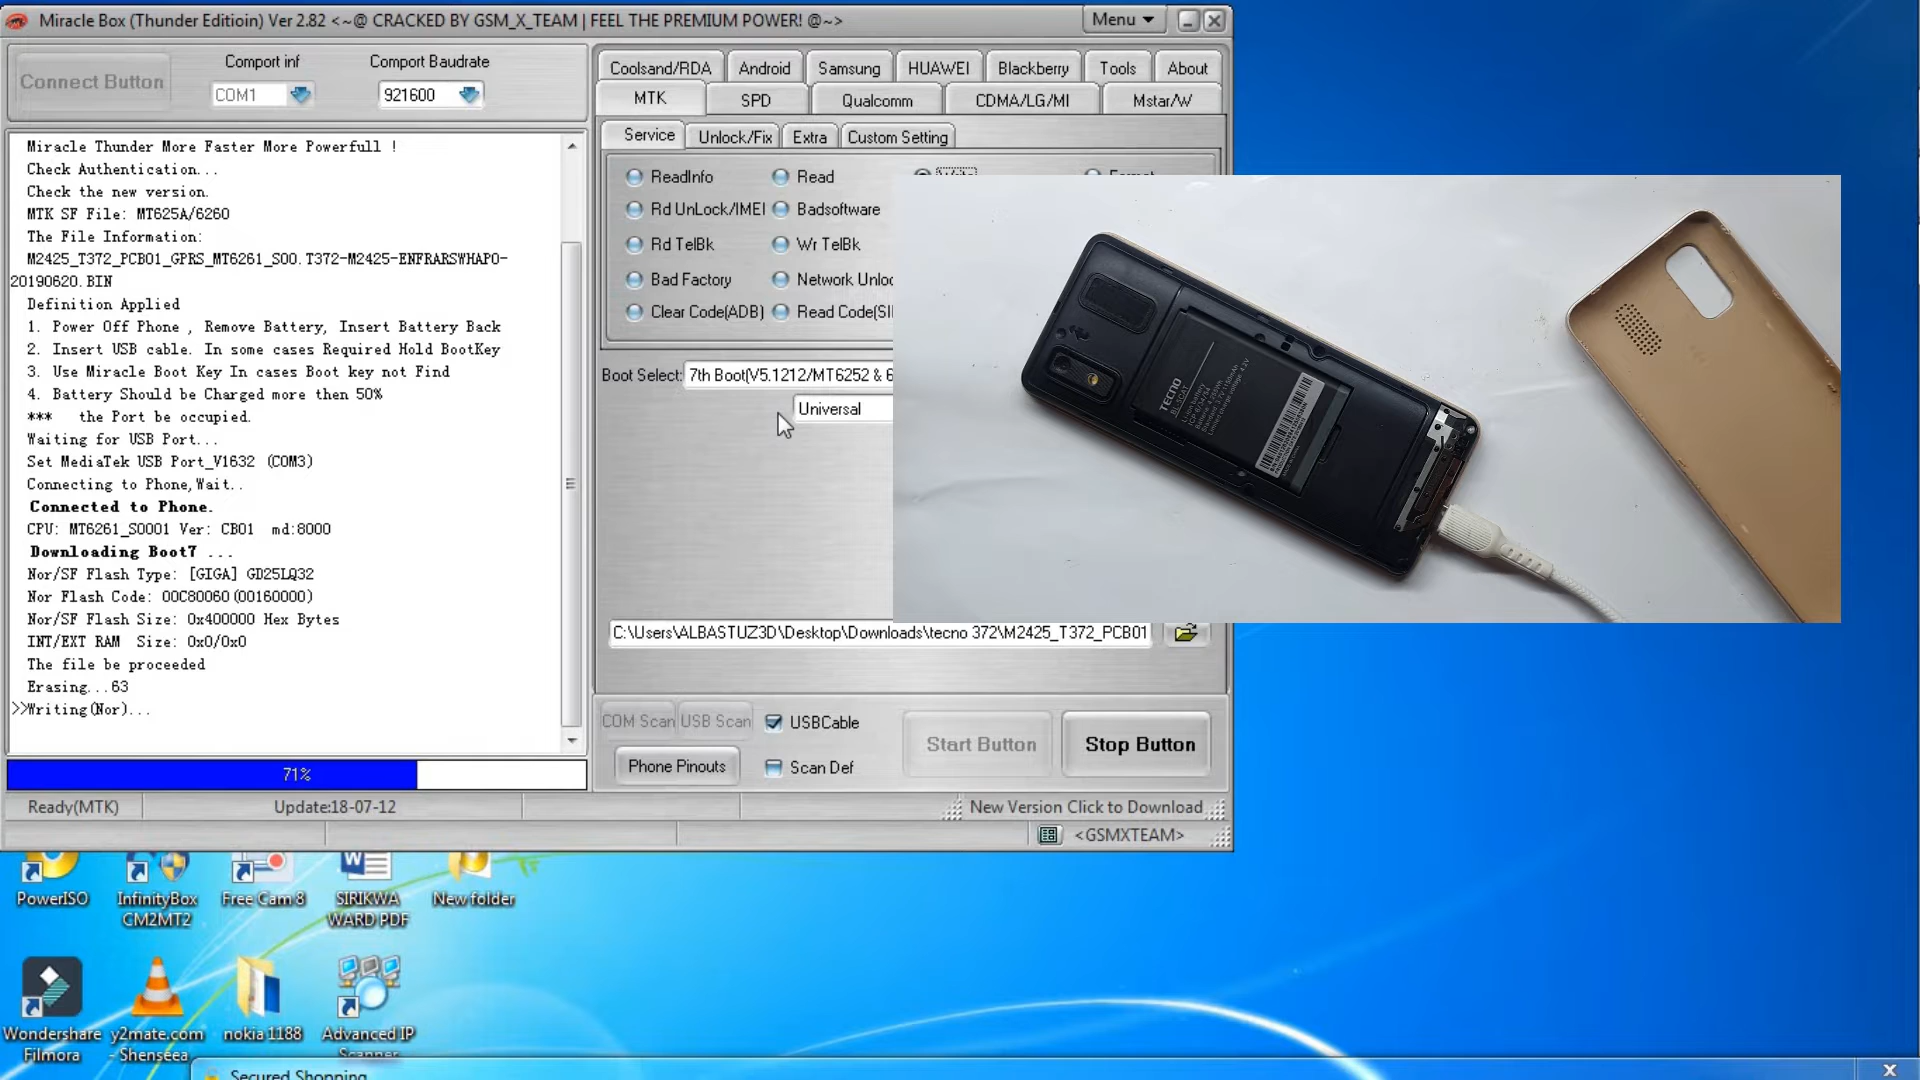 Miracle Box (Thunder Editioin) Ver 2.82 <~@ CRACKED BY GSM_X_TEAM | FEEL THE PREMIUM POWER! @~>
Menu
Connect Button
Comport inf
Comport Baudrate
COM1
921600
Miracle Thunder More Faster More Powerfull !
Check Authentication...
Check the new version.
MTK SF File: MT625A/6260
The File Information:
M2425_T372_PCB01_GPRS_MT6261_S00.T372-M2425-ENFRARSWHAPO-
20190620.BIN
Definition Applied
1. Power Off Phone , Remove Battery, Insert Battery Back
2. Insert USB cable. In some cases Required Hold BootKey
3. Use Miracle Boot Key In cases Boot key not Find
4. Battery Should be Charged more then 50%
*** the Port be occupied.
Waiting for USB Port...
Set MediaTek USB Port_V1632 (COM3)
Connecting to Phone,Wait..
Connected to Phone.
CPU: MT6261_S0001 Ver: CB01 md:8000
Downloading Boot7 ...
Nor/SF Flash Type: [GIGA] GD25LQ32
Nor Flash Code: 00C80060(00160000)
Nor/SF Flash Size: 0x400000 Hex Bytes
INT/EXT RAM Size: 0x0/0x0
The file be proceeded
Erasing...63
>>Writing(Nor)...
71%
Ready(MTK)
Update:18-07-12
Coolsand/RDA
Android
Samsung
HUAWEI
Blackberry
Tools
About
MTK
SPD
Qualcomm
CDMA/LG/MI
Mstar/W
Service
Unlock/Fix
Extra
Custom Setting
ReadInfo
Read
Rd UnLock/IMEI
Badsoftware
Rd TelBk
Wr TelBk
Bad Factory
Network Unlo
Clear Code(ADB)
Read Code(SI
Boot Select:
7th Boot(V5.1212/MT6252 & 6
Universal
TECNO
C:\Users\ALBASTUZ3D\Desktop\Downloads\tecno 372\M2425_T372_PCB01
COM Scan
USB Scan
USBCable
Start Button
Stop Button
Phone Pinouts
Scan Def
New Version Click to Download
<GSMXTEAM>
PowerISO
InfinityBox
CM2MT2
Free Cam 8
SIRIKWA
WARD PDF
New folder
Wondershare
Filmora
y2mate.com
- Shenseea
nokia 1188
Advanced IP
Scanner
Secured Shopping